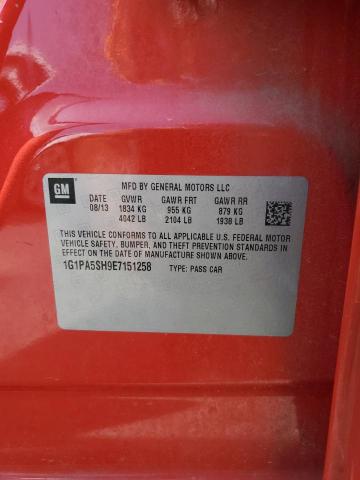 GM
MFD BY GENERAL MOTORS LLC
DATE GVWR GAWR FRT GAWR RR
08/13 1834 KG 955 KG 879 KG
4042 LB 2104 LB 1938 LB
THIS VEHICLE CONFORMS TO ALL APPLICABLE U.S. FEDERAL MOTOR
VEHICLE SAFETY, BUMPER, AND THEFT PREVENTION STANDARDS
IN EFFECT ON THE DATE OF MANUFACTURE SHOWN ABOVE.
1G1PA5SH9E7151258 TYPE: PASS CAR